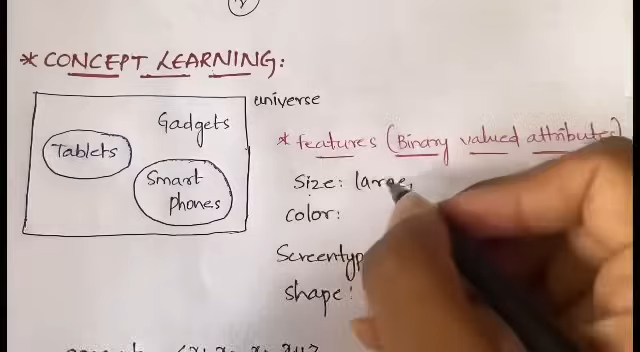 * CONCEPT LEARNING:
universe
Gadgets
Tablets
Smart
phones
* features (Binary valued attributes)
Size: large,
color:
Screentyp
shape: